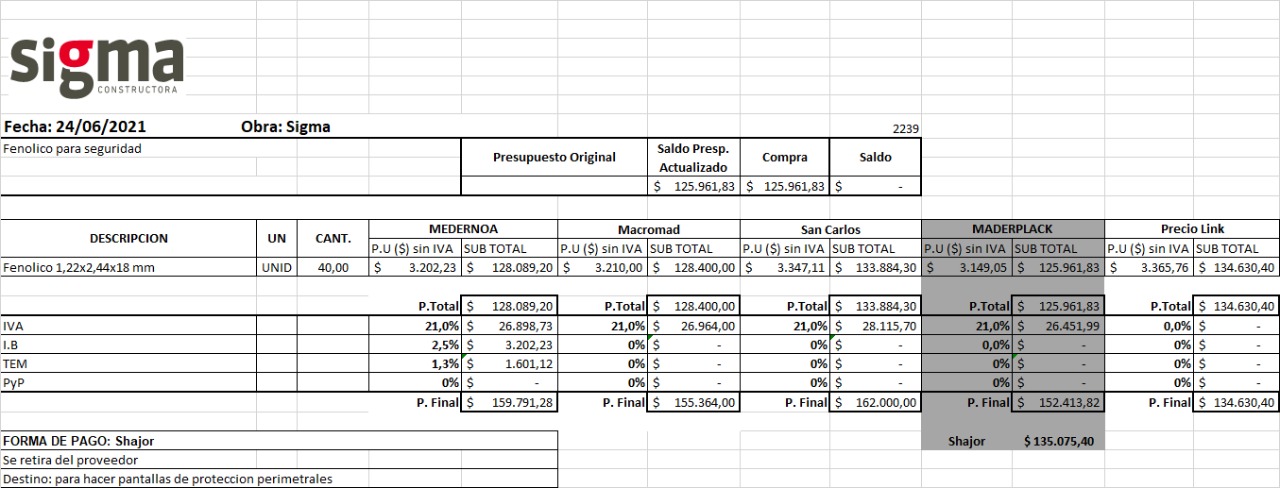 sigma
CONSTRUCTORA
Fecha: 24/06/2021 Obra: Sigma 2239
Fenolico para seguridad
Presupuesto Original Saldo Presp. Actualizado Compra Saldo
$ 125.961,83 $ 125.961,83 $ -
DESCRIPCION UN CANT. MEDERNOA Macromad San Carlos MADERPLACK Precio Link
P.U ($) sin IVA SUB TOTAL P.U ($) sin IVA SUB TOTAL P.U ($) sin IVA SUB TOTAL P.U ($) sin IVA SUB TOTAL P.U ($) sin IVA SUB TOTAL
Fenolico 1,22x2,44x18 mm UNID 40,00 $ 3.202,23 $ 128.089,20 $ 3.210,00 $ 128.400,00 $ 3.347,11 $ 133.884,30 $ 3.149,05 $ 125.961,83 $ 3.365,76 $ 134.630,40
P.Total $ 128.089,20 P.Total $ 128.400,00 P.Total $ 133.884,30 P.Total $ 125.961,83 P.Total $ 134.630,40
IVA 21,0% $ 26.898,73 21,0% $ 26.964,00 21,0% $ 28.115,70 21,0% $ 26.451,99 0,0% $ -
I.B 2,5% $ 3.202,23 0% $ - 0% $ - 0,0% $ - 0% $ -
TEM 1,3% $ 1.601,12 0% $ - 0% $ - 0% $ - 0% $ -
PyP 0% $ - 0% $ - 0% $ - 0% $ - 0% $ -
P. Final $ 159.791,28 P. Final $ 155.364,00 P. Final $ 162.000,00 P. Final $ 152.413,82 P. Final $ 134.630,40
FORMA DE PAGO: Shajor Shajor $ 135.075,40
Se retira del proveedor
Destino: para hacer pantallas de proteccion perimetrales